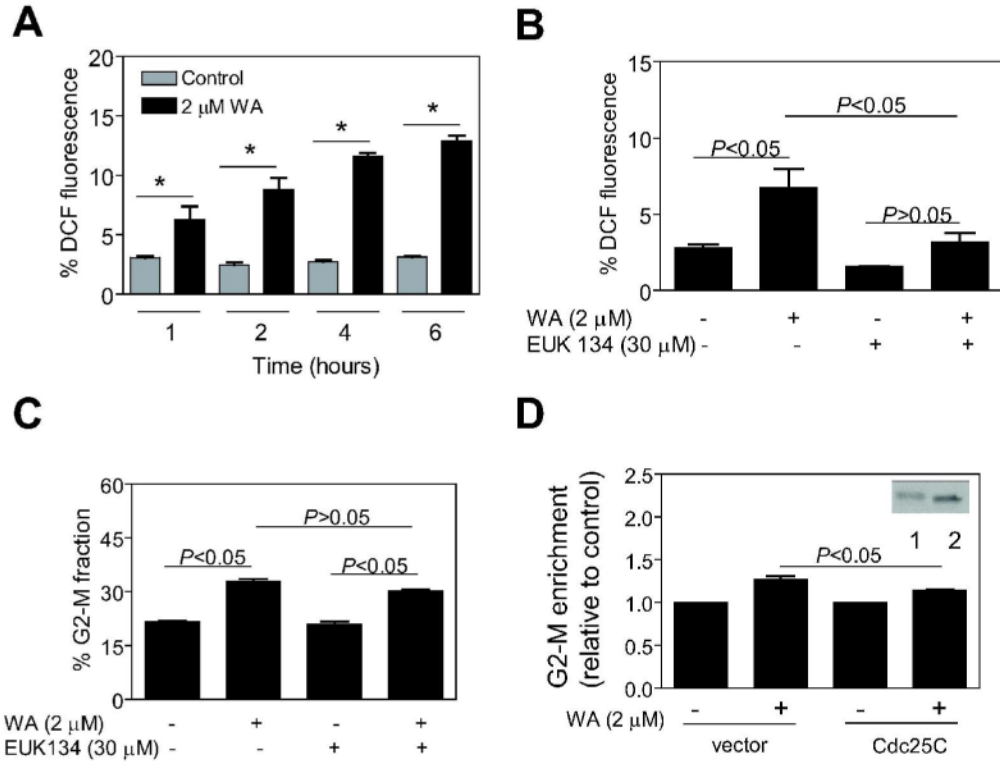 A
20
15
10
5
0
% DCF fluorescence
Control
2 μM WA
*
*
*
*
1 2 4 6
Time (hours)
B
15
10
5
0
% DCF fluorescence
P<0.05
P<0.05
P>0.05
WA (2 μM) - + - +
EUK 134 (30 μM) - - + +
C
60
45
30
15
0
% G2-M fraction
P>0.05
P<0.05
P<0.05
WA (2 μM) - + - +
EUK134 (30 μM) - - + +
D
2.5
2.0
1.5
1.0
0.5
0.0
G2-M enrichment
(relative to control)
1 2
P<0.05
WA (2 μM) - + - +
vector Cdc25C